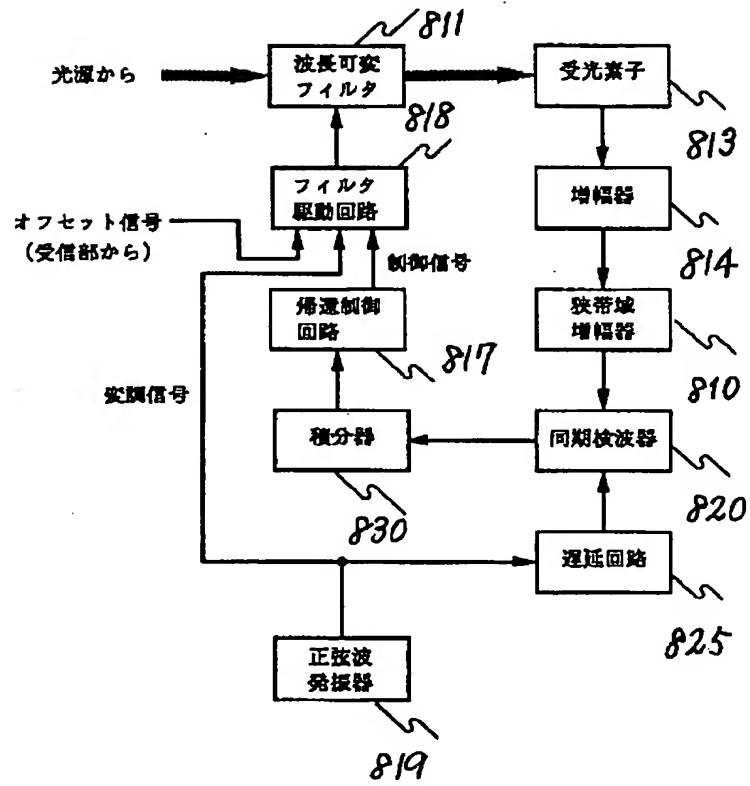 811
光源から
波長可変
フィルタ
受光素子
818
813
フィルタ
駆動回路
増幅器
オフセット信号
(受信部から)
制御信号
814
帰還制御
回路
狭帯域
増幅器
817
810
変調信号
積分器
同期検波器
830
820
遅延回路
825
正弦波
発振器
819